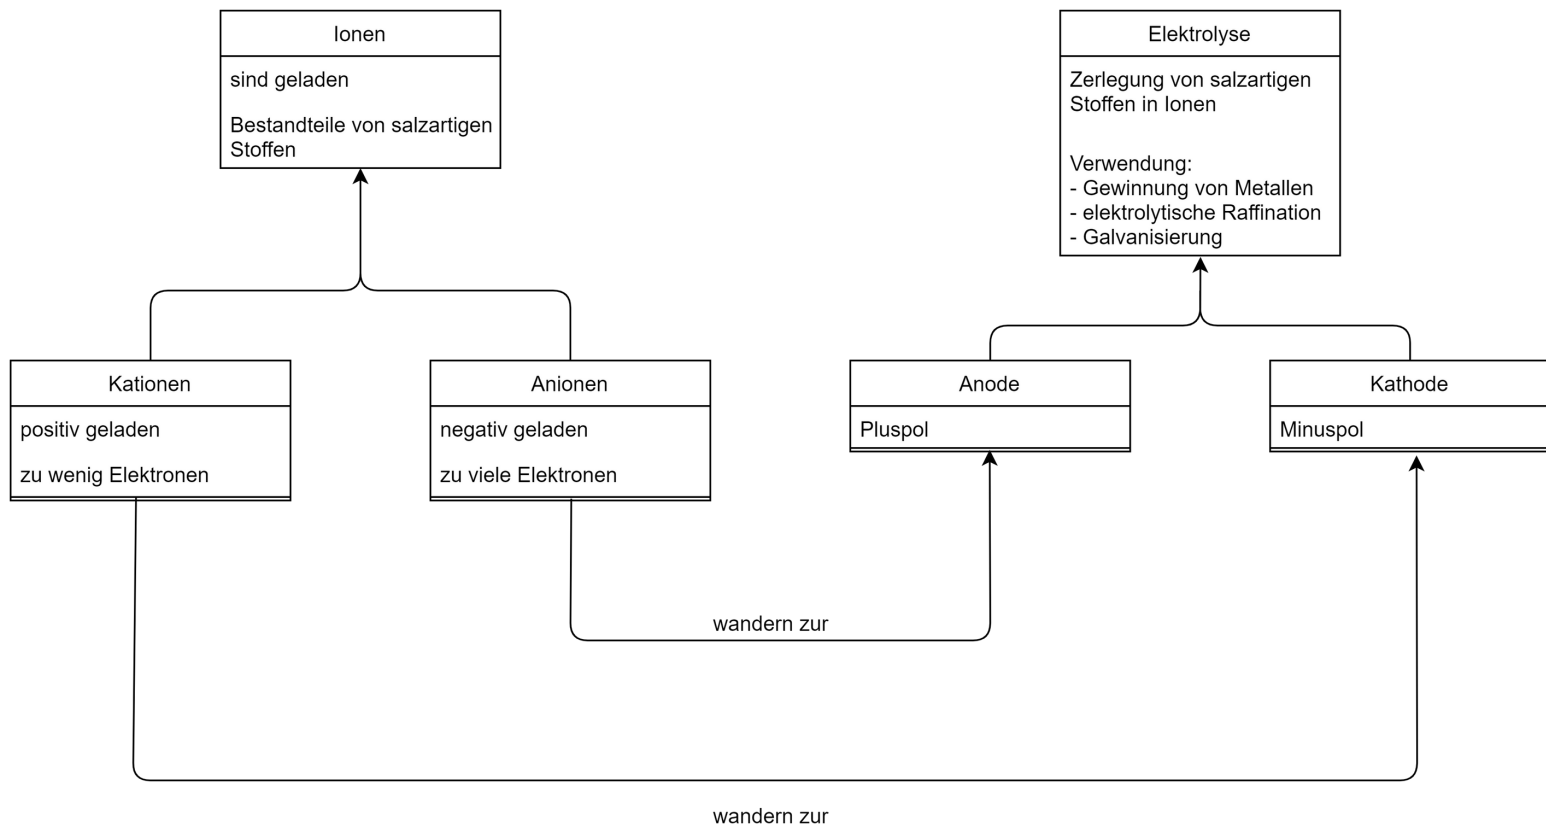 Ionen
sind geladen
Bestandteile von salzartigen
Stoffen
Elektrolyse
Zerlegung von salzartigen
Stoffen in Ionen
Verwendung:
- Gewinnung von Metallen
- elektrolytische Raffination
- Galvanisierung
Kationen
positiv geladen
zu wenig Elektronen
Anionen
negativ geladen
zu viele Elektronen
Anode
Pluspol
Kathode
Minuspol
wandern zur
wandern zur